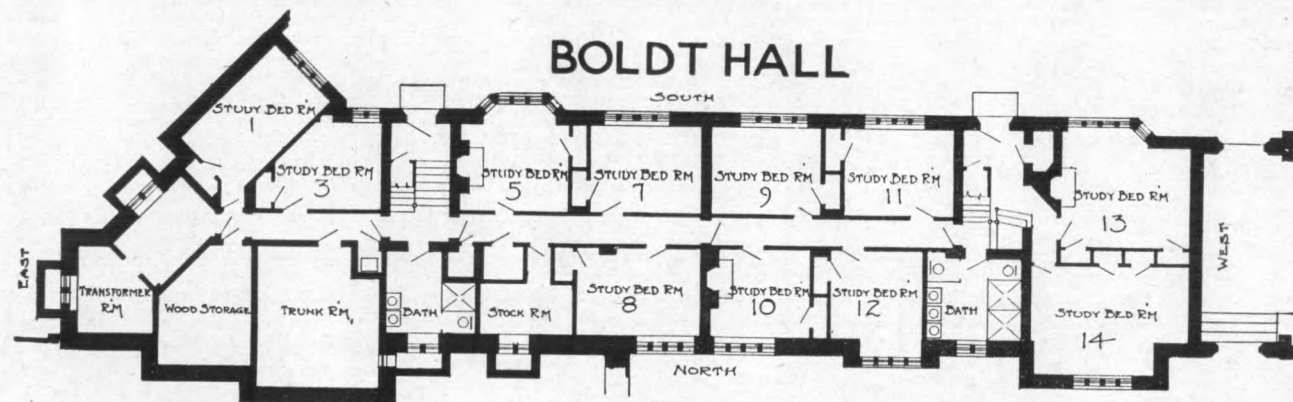 BOLDT HALL
SOUTH
STUDY BED RM
1
STUDY BED RM
3
STUDY BED RM
5
STUDY BED RM
7
STUDY BED RM
9
STUDY BED RM
11
STUDY BED RM
13
EAST
WEST
TRANSFORMER
RM
WOOD STORAGE
TRUNK RM
BATH
STOCK RM
STUDY BED RM
8
STUDY BED RM
10
STUDY BED RM
12
BATH
STUDY BED RM
14
NORTH